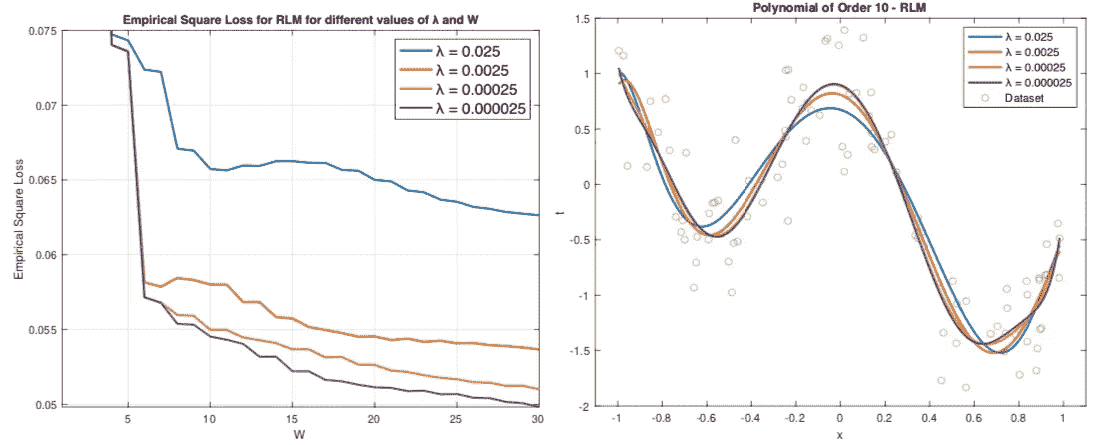 Empirical Square Loss for RLM for different values of λ and W
0.075
0.07
0.065
0.06
0.055
0.05
Empirical Square Loss
λ = 0.025
λ = 0.0025
λ = 0.00025
λ = 0.000025
5
10
15
20
25
30
W
Polynomial of Order 10 - RLM
1.5
1
0.5
0
-0.5
-1
-1.5
-2
t
λ = 0.025
λ = 0.0025
λ = 0.00025
λ = 0.000025
Dataset
-1
-0.8
-0.6
-0.4
-0.2
0
0.2
0.4
0.6
0.8
1
x